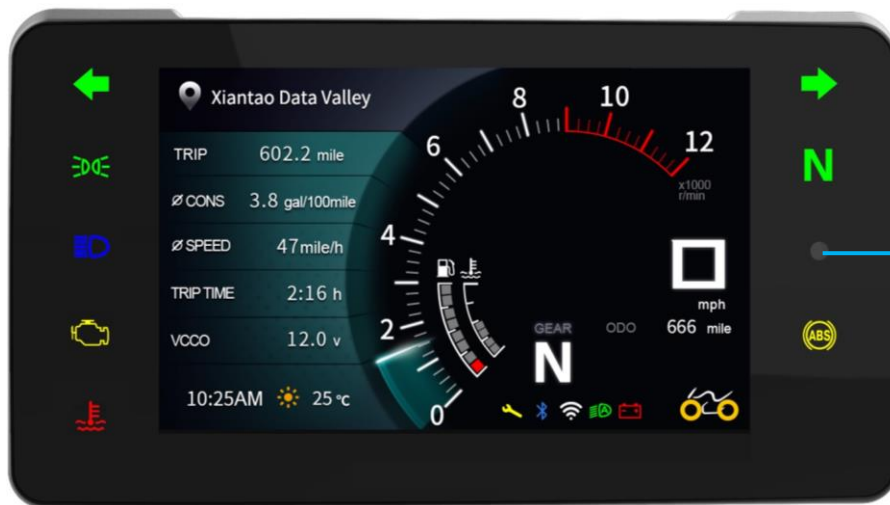 Xiantao Data Valley
TRIP 602.2 mile
Ø CONS 3.8 gal/100mile
Ø SPEED 47mile/h
TRIP TIME 2:16 h
VCCO 12.0 v
10:25AM 25 °C
0
2
4
6
8
10
12
x1000
r/min
N
0
mph
GEAR
N
ODO 666 mile
ABS
A